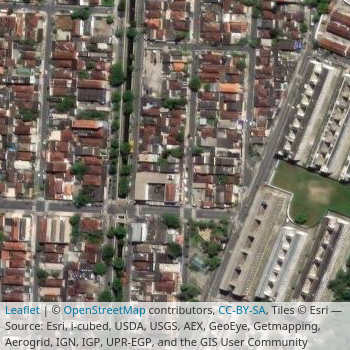 Leaflet | © OpenStreetMap contributors, CC-BY-SA, Tiles © Esri —
Source: Esri, i-cubed, USDA, USGS, AEX, GeoEye, Getmapping,
Aerogrid, IGN, IGP, UPR-EGP, and the GIS User Community